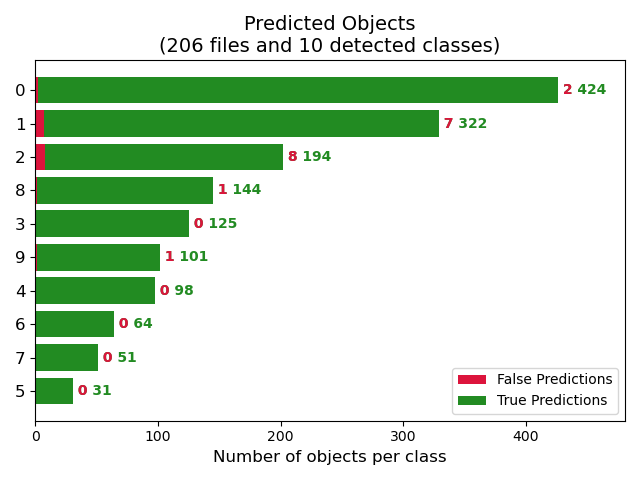 Predicted Objects
(206 files and 10 detected classes)
0 2 424
1 7 322
2 8 194
8 1 144
3 0 125
9 1 101
4 0 98
6 0 64
7 0 51
5 0 31
False Predictions
True Predictions
0 100 200 300 400
Number of objects per class